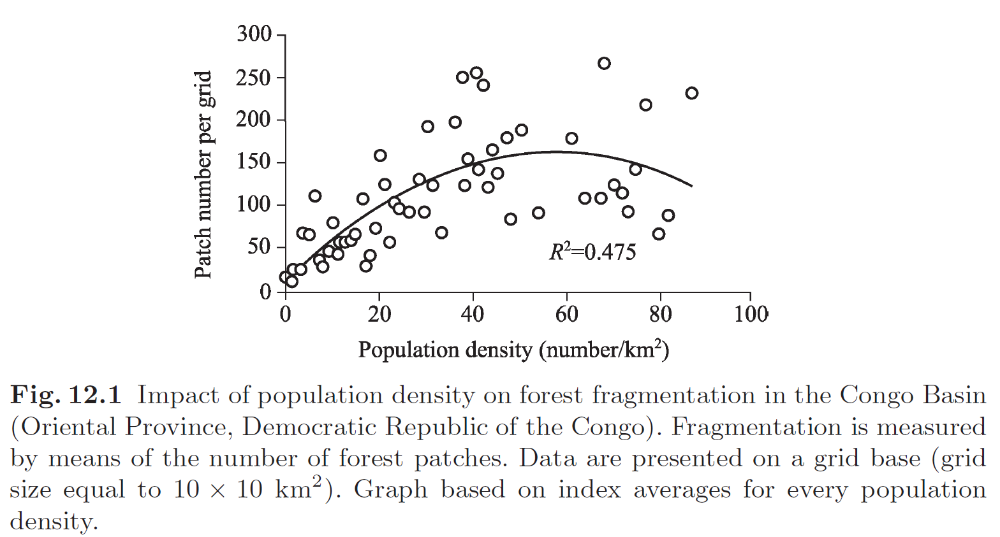 300
250
200
150
100
50
0
Patch number per grid
R²=0.475
0 20 40 60 80 100
Population density (number/km²)
Fig. 12.1 Impact of population density on forest fragmentation in the Congo Basin
(Oriental Province, Democratic Republic of the Congo). Fragmentation is measured
by means of the number of forest patches. Data are presented on a grid base (grid
size equal to 10 × 10 km²). Graph based on index averages for every population
density.